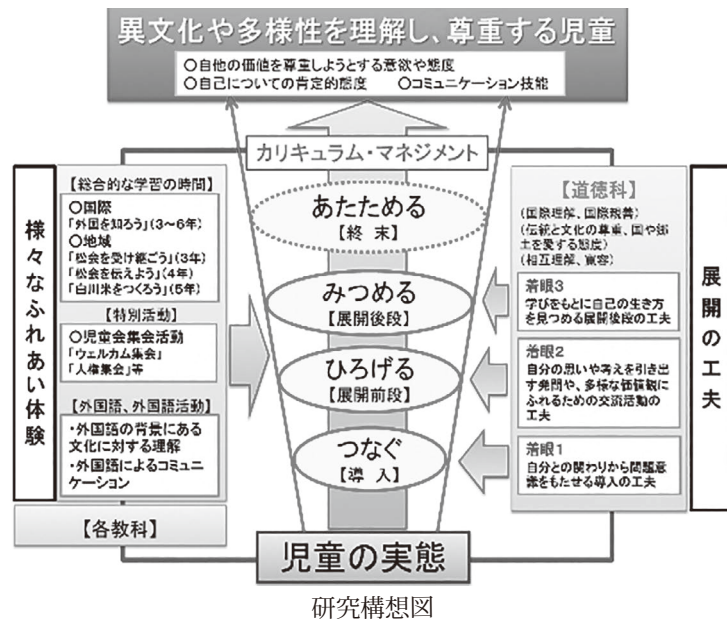 異文化や多様性を理解し、尊重する児童
○自他の価値を尊重しようとする意欲や態度
○自己についての肯定的態度　○コミュニケーション技能
カリキュラム・マネジメント
様々なふれあい体験
【総合的な学習の時間】
○国際
「外国を知ろう」(3～6年)
○地域
「松会を受け継ごう」(3年)
「松会を伝えよう」(4年)
「白川米をつくろう」(5年)
【特別活動】
○児童会集会活動
「ウェルカム集会」
「人権集会」等
【外国語、外国語活動】
・外国語の背景にある
文化に対する理解
・外国語によるコミュニ
ケーション
【各教科】
あたためる
【終　末】
みつめる
【展開後段】
ひろげる
【展開前段】
つなぐ
【導　入】
児童の実態
【道徳科】
(国際理解、国際親善)
(伝統と文化の尊重、国や郷
土を愛する態度)
(相互理解、寛容)
着眼3
学びをもとに自己の生き方
を見つめる展開後段の工夫
着眼2
自分の思いや考えを引き出
す発問や、多様な価値観に
ふれるための交流活動の
工夫
着眼1
自分との関わりから問題意
識をもたせる導入の工夫
展開の工夫
研究構想図